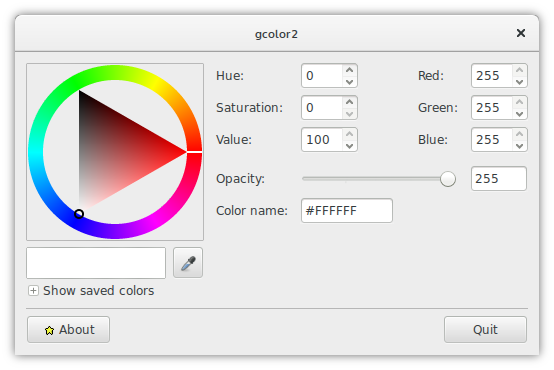 gcolor2
Hue: 0 Red: 255
Saturation: 0 Green: 255
Value: 100 Blue: 255
Opacity: 255
Color name: #FFFFFF
Show saved colors
About Quit